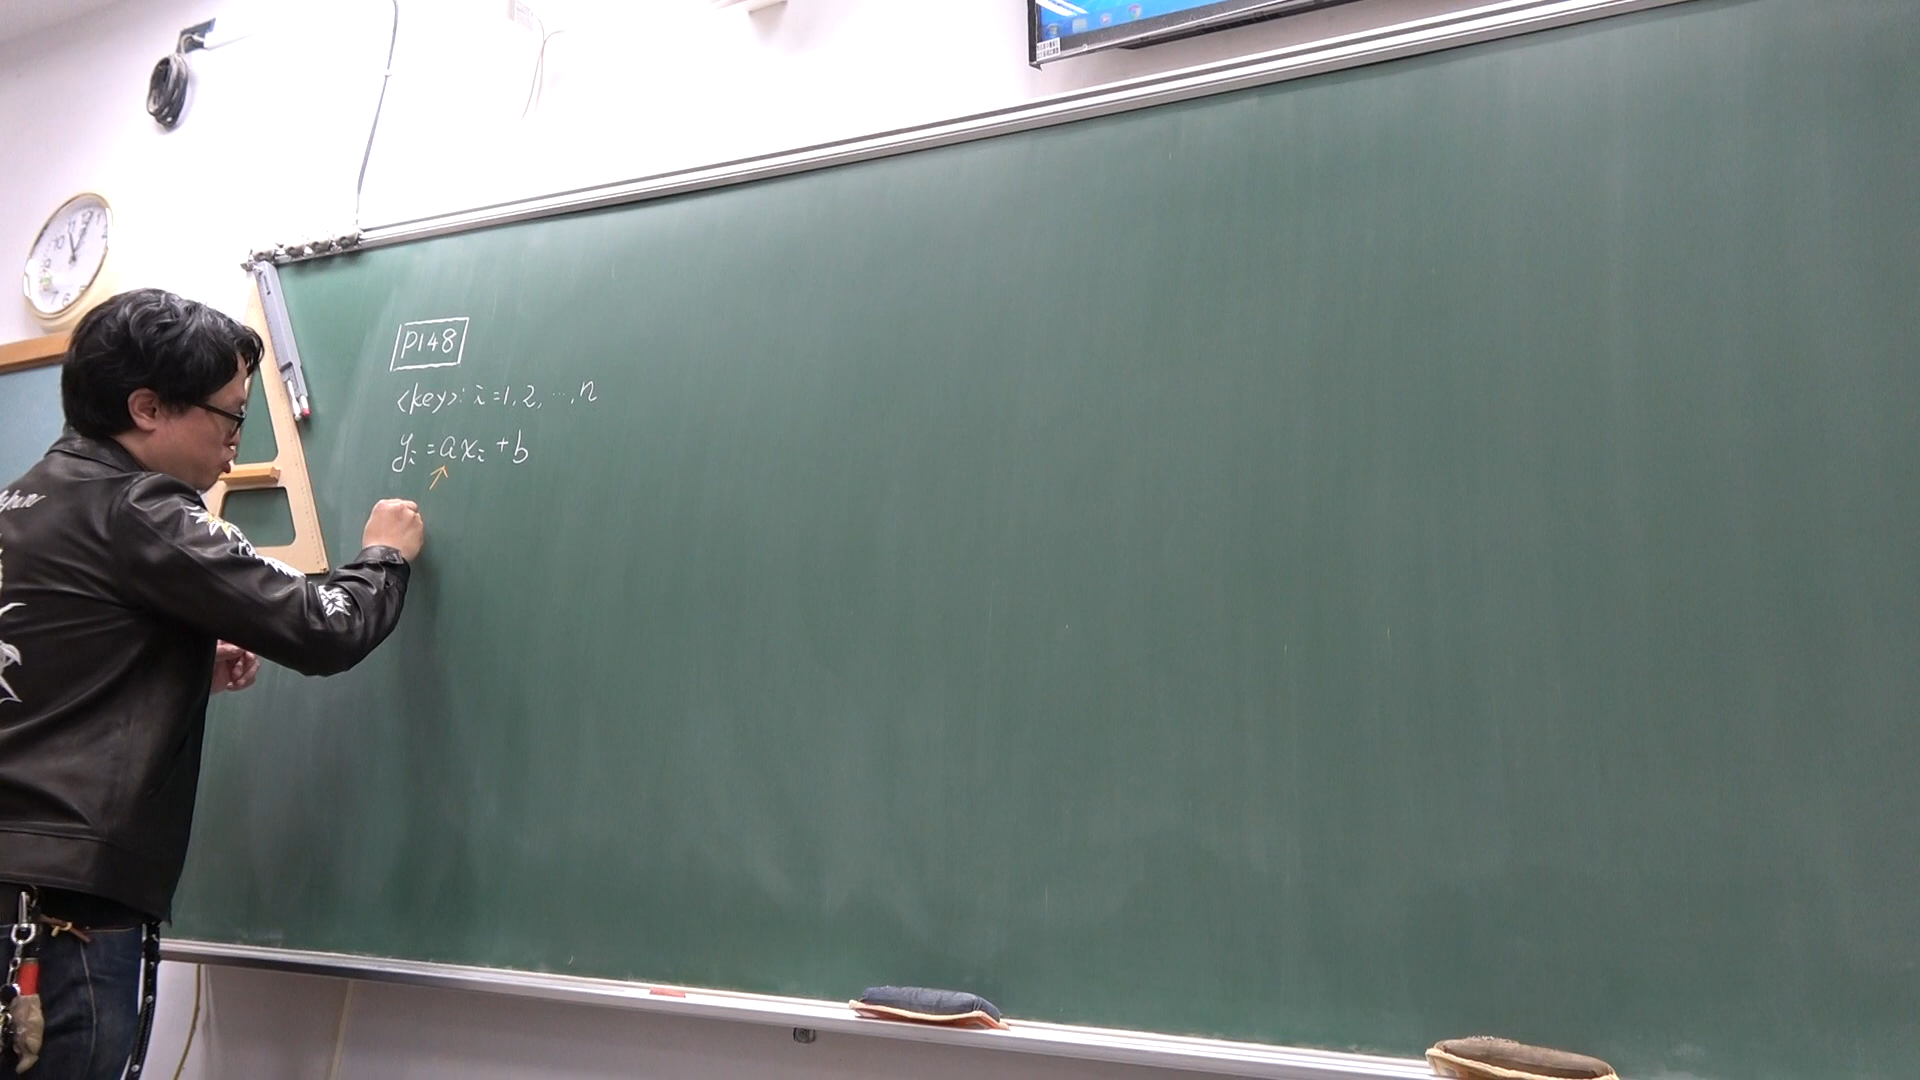 P148
<key>: i=1, 2, …, n
yᵢ = axᵢ + b